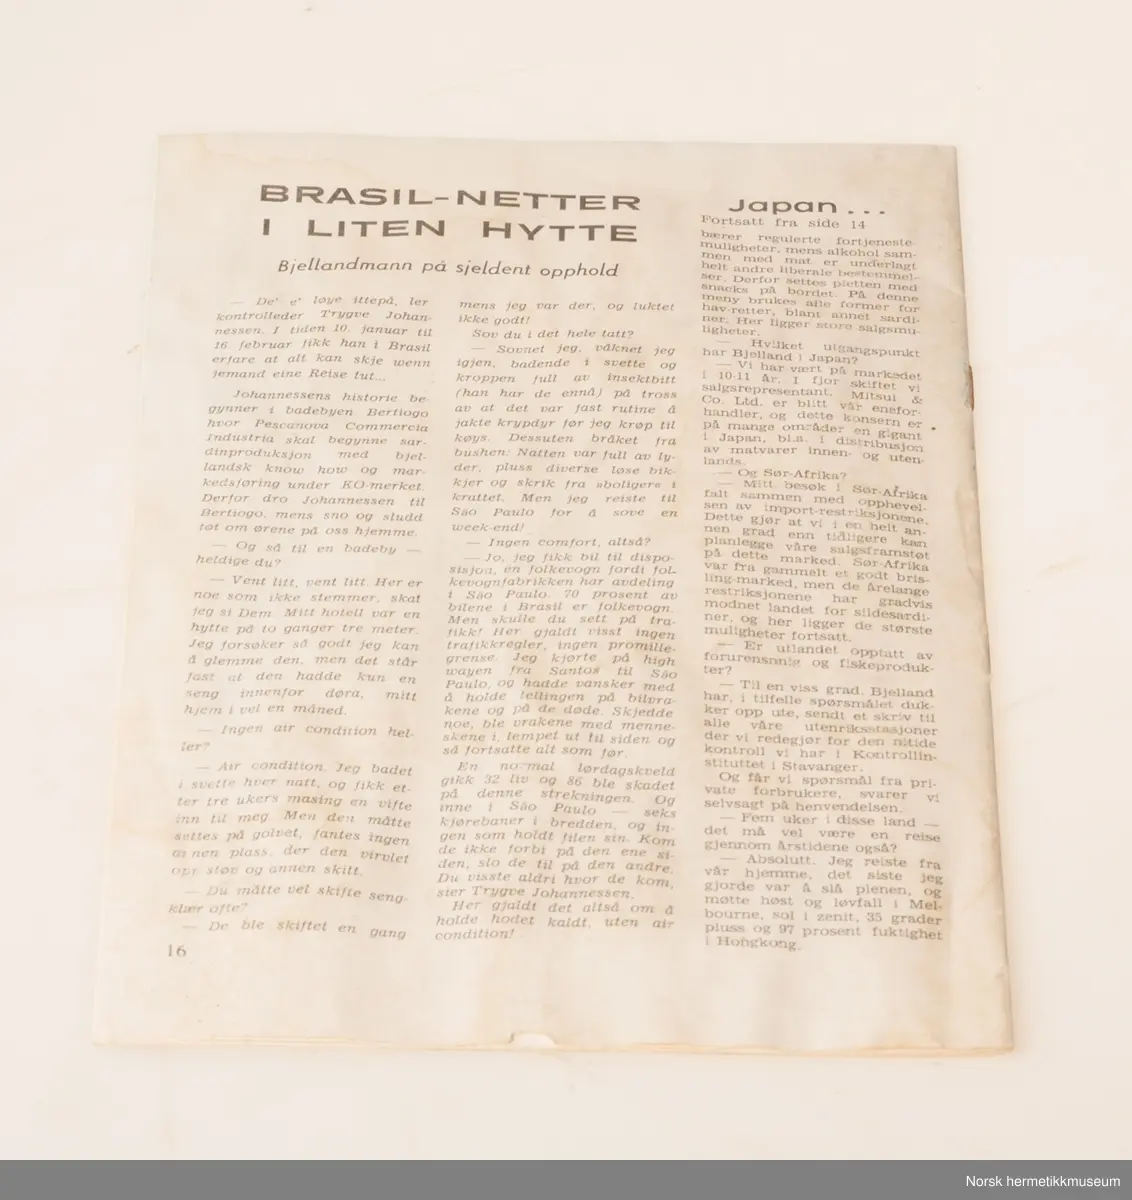 BRASIL-NETTER
I LITEN HYTTE
Bjellandmann på sjeldent opphold
— De' e' løye ittepå, ler
kontrolleder Trygve Johan-
nessen. I tiden 10. januar til
16 februar fikk han i Brasil
erfare at alt kan skje wenn
jemand eine Reise tut...
Johannessens historie be-
gynner i badebyen Bertiogo
hvor Pescanova Commercia
Industria skal begynne sar-
dinproduksjon med bjel-
landsk know how og mar-
kedsføring under KO-merket.
Derfor dro Johannessen til
Bertiogo, mens sno og sludd
tøt om ørene på oss hjemme.
— Og så til en badeby —
heldige du?
— Vent litt, vent litt. Her er
noe som ikke stemmer, skal
jeg si Dem. Mitt hotell var en
hytte på to ganger tre meter.
Jeg forsøker så godt jeg kan
å glemme den, men det står
fast at den hadde kun en
seng innenfor døra, mitt
hjem i vel en måned.
— Ingen air condition hel-
ler?
— Air condition. Jeg badet
i svette hver natt, og fikk et-
ter tre ukers masing en vifte
inn til meg. Men den måtte
settes på golvet, fantes ingen
annen plass, der den virvlet
opp støv og annen skitt.
— Du måtte vel skifte seng-
klær ofte?
— De ble skiftet en gang
mens jeg var der, og luktet
ikke godt!
Sov du i det hele tatt?
— Sovnet jeg, våknet jeg
igjen, badende i svette og
kroppen full av insektbitt
(han har de ennå) på tross
av at det var fast rutine å
jakte krypdyr før jeg krøp til
køys. Dessuten bråket fra
bushen: Natten var full av ly-
der, pluss diverse løse bik-
kjer og skrik fra »boliger« i
krattet. Men jeg reiste til
São Paulo for å sove en
week-end!
— Ingen comfort, altså?
— Jo, jeg fikk bil til dispo-
sisjon, en folkevogn fordi fol-
kevognfabrikken har avdeling
i São Paulo. 70 prosent av
bilene i Brasil er folkevogn.
Men skulle du sett på tra-
fikk! Her gjaldt visst ingen
trafikkregler, ingen promille-
grense. Jeg kjørte på high
wayen fra Santos til São
Paulo, og hadde vansker med
å holde tellingen på bilvra-
kene og på de døde. Skjedde
noe, ble vrakene med menne-
skene i, lempet ut til siden og
så fortsatte alt som før.
En normal lørdagskveld
gikk 32 liv og 86 ble skadet
på denne strekningen. Og
inne i São Paulo — seks
kjørebaner i bredden, og in-
gen som holdt filen sin. Kom
de ikke forbi på den ene si-
den, slo de til på den andre.
Du visste aldri hvor de kom,
sier Trygve Johannessen.
Her gjaldt det altså om å
holde hodet kaldt, uten air
condition!
Japan...
Fortsatt fra side 14
bærer regulerte fortjeneste-
muligheter, mens alkohol sam-
men med mat er underlagt
helt andre liberale bestemmel-
ser. Derfor settes pletten med
snacks på bordet. På denne
meny brukes alle former for
hav-retter, blant annet sardi-
ner. Her ligger store salgsmu-
ligheter.
— Hvilket utgangspunkt
har Bjelland i Japan?
— Vi har vært på markedet
i 10-11 år. I fjor skiftet vi
salgsrepresentant. Mitsui &
Co. Ltd. er blitt vår enefor-
handler, og dette konsern er
på mange områder en gigant
i Japan, bl.a. i distribusjon
av matvarer innen- og uten-
lands.
— Og Sør-Afrika?
— Mitt besøk i Sør-Afrika
falt sammen med opphevel-
sen av import-restriksjonene.
Dette gjør at vi i en helt an-
nen grad enn tidligere kan
planlegge våre salgsframstøt
på dette marked. Sør-Afrika
var fra gammelt et godt bris-
ling-marked, men de årelange
restriksjonene har gradvis
modnet landet for sildesardi-
ner, og her ligger de største
muligheter fortsatt.
— Er utlandet opptatt av
forurensnnig og fiskeproduk-
ter?
— Til en viss grad. Bjelland
har, i tilfelle spørsmålet duk-
ker opp ute, sendt et skriv til
alle våre utenriksstasjoner
der vi redegjør for den nitide
kontroll vi har i Kontrollin-
stituttet i Stavanger.
Og får vi spørsmål fra pri-
vate forbrukere, svarer vi
selvsagt på henvendelsen.
— Fem uker i disse land —
det må vel være en reise
gjennom årstidene også?
— Absolutt. Jeg reiste fra
vår hjemme, det siste jeg
gjorde var å slå plenen, og
møtte høst og løvfall i Mel-
bourne, sol i zenit, 35 grader
pluss og 97 prosent fuktighet
i Hongkong.
16
Norsk hermetikkmuseum